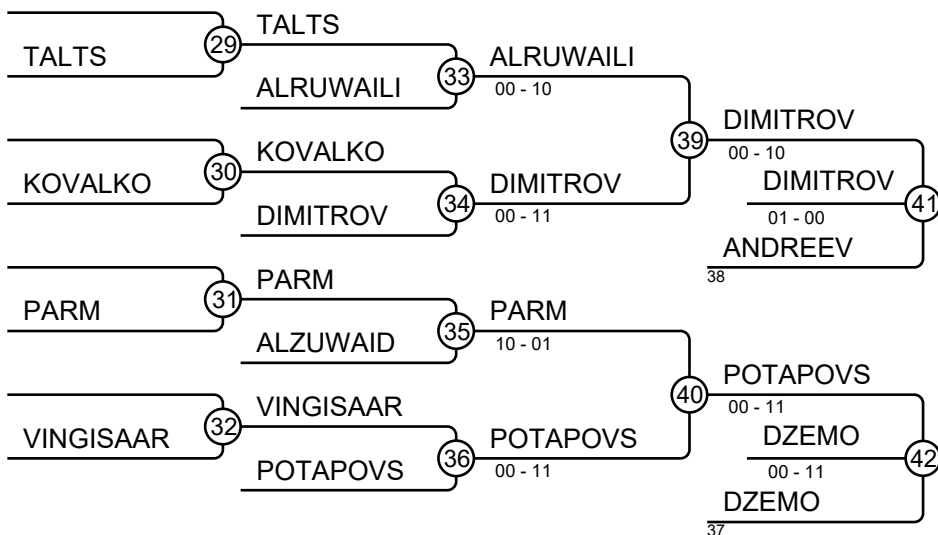 TALTS
29
TALTS
ALRUWAILI
33
ALRUWAILI
00 - 10
KOVALKO
30
KOVALKO
DIMITROV
34
DIMITROV
00 - 11
39
DIMITROV
00 - 10
DIMITROV
01 - 00
41
ANDREEV
38
PARM
31
PARM
ALZUWAID
35
PARM
10 - 01
VINGISAAR
32
VINGISAAR
POTAPOVS
36
POTAPOVS
00 - 11
40
POTAPOVS
00 - 11
DZEMO
00 - 11
42
DZEMO
37